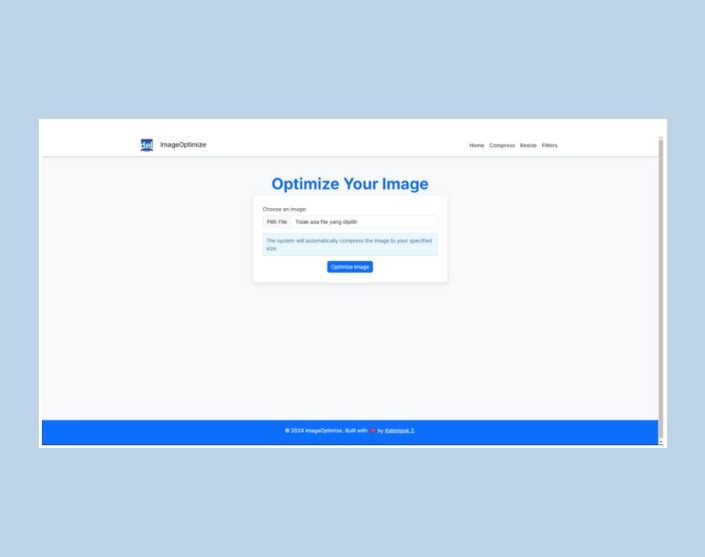 del ImageOptimize
Home Compress Resize Filters
Optimize Your Image
Choose an image:
Pilih File Tidak ada file yang dipilih
The system will automatically compress the image to your specified
size.
Optimize Image
© 2024 ImageOptimize. Built with ❤ by Kelompok 2.